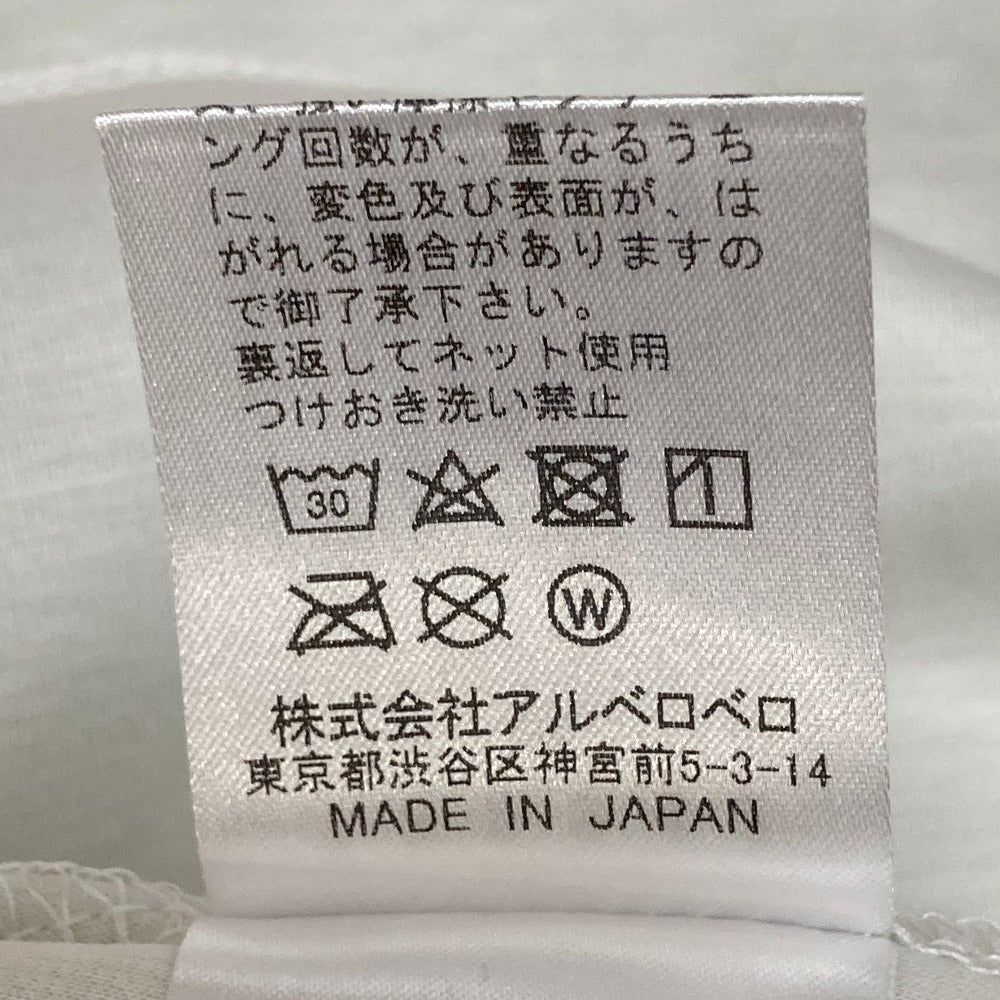 ング回数が、重なるうち
に、変色及び表面が、は
がれる場合がありますの
で御了承下さい。
裏返してネット使用
つけおき洗い禁止
30
W
株式会社アルベロベロ
東京都渋谷区神宮前5-3-14
MADE IN JAPAN